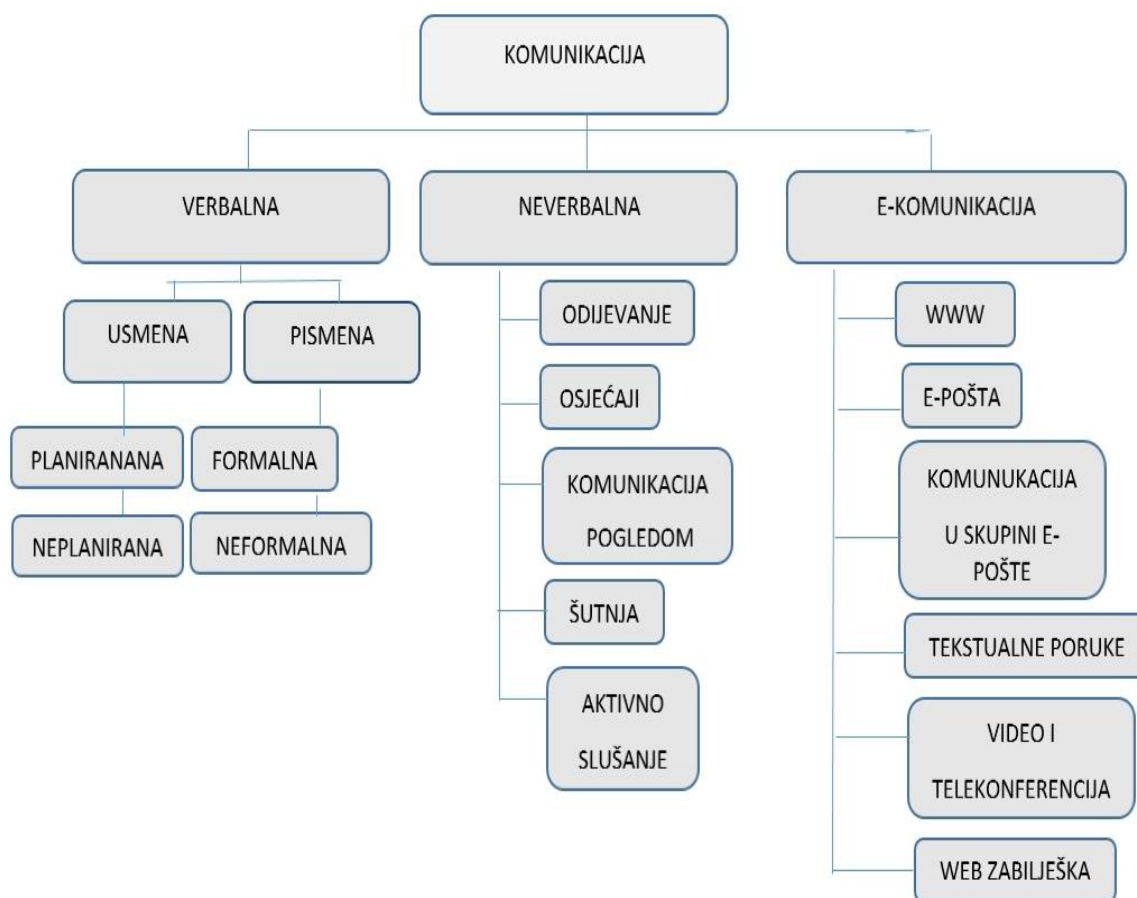 KOMUNIKACIJA
VERBALNA
NEVERBALNA
E-KOMUNIKACIJA
USMENA
PISMENA
PLANIRANANA
FORMALNA
NEPLANIRANA
NEFORMALNA
ODIJEVANJE
OSJEĆAJI
KOMUNIKACIJA
POGLEDOM
ŠUTNJA
AKTIVNO
SLUŠANJE
WWW
E-POŠTA
KOMUNUKACIJA
U SKUPINI E-
POŠTE
TEKSTUALNE PORUKE
VIDEO I
TELEKONFERENCIJA
WEB ZABILJEŠKA